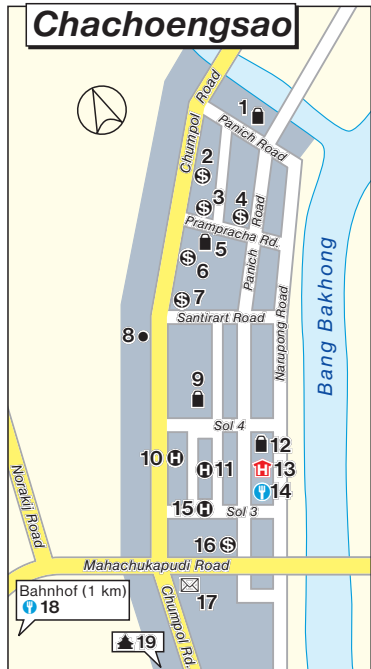 Chachoengsao
1
Chumpol Road
Panich Road
2
3
4
Prampracha Rd.
5
6
Panich Road
7
Santirart Road
8
Narupong Road
Bang Bakhong
9
Sol 4
12
10
H
H
11
H
13
14
15
H
Sol 3
16
Norakij Road
Mahachukapudi Road
Bahnhof (1 km)
18
17
Chumpol Rd.
19